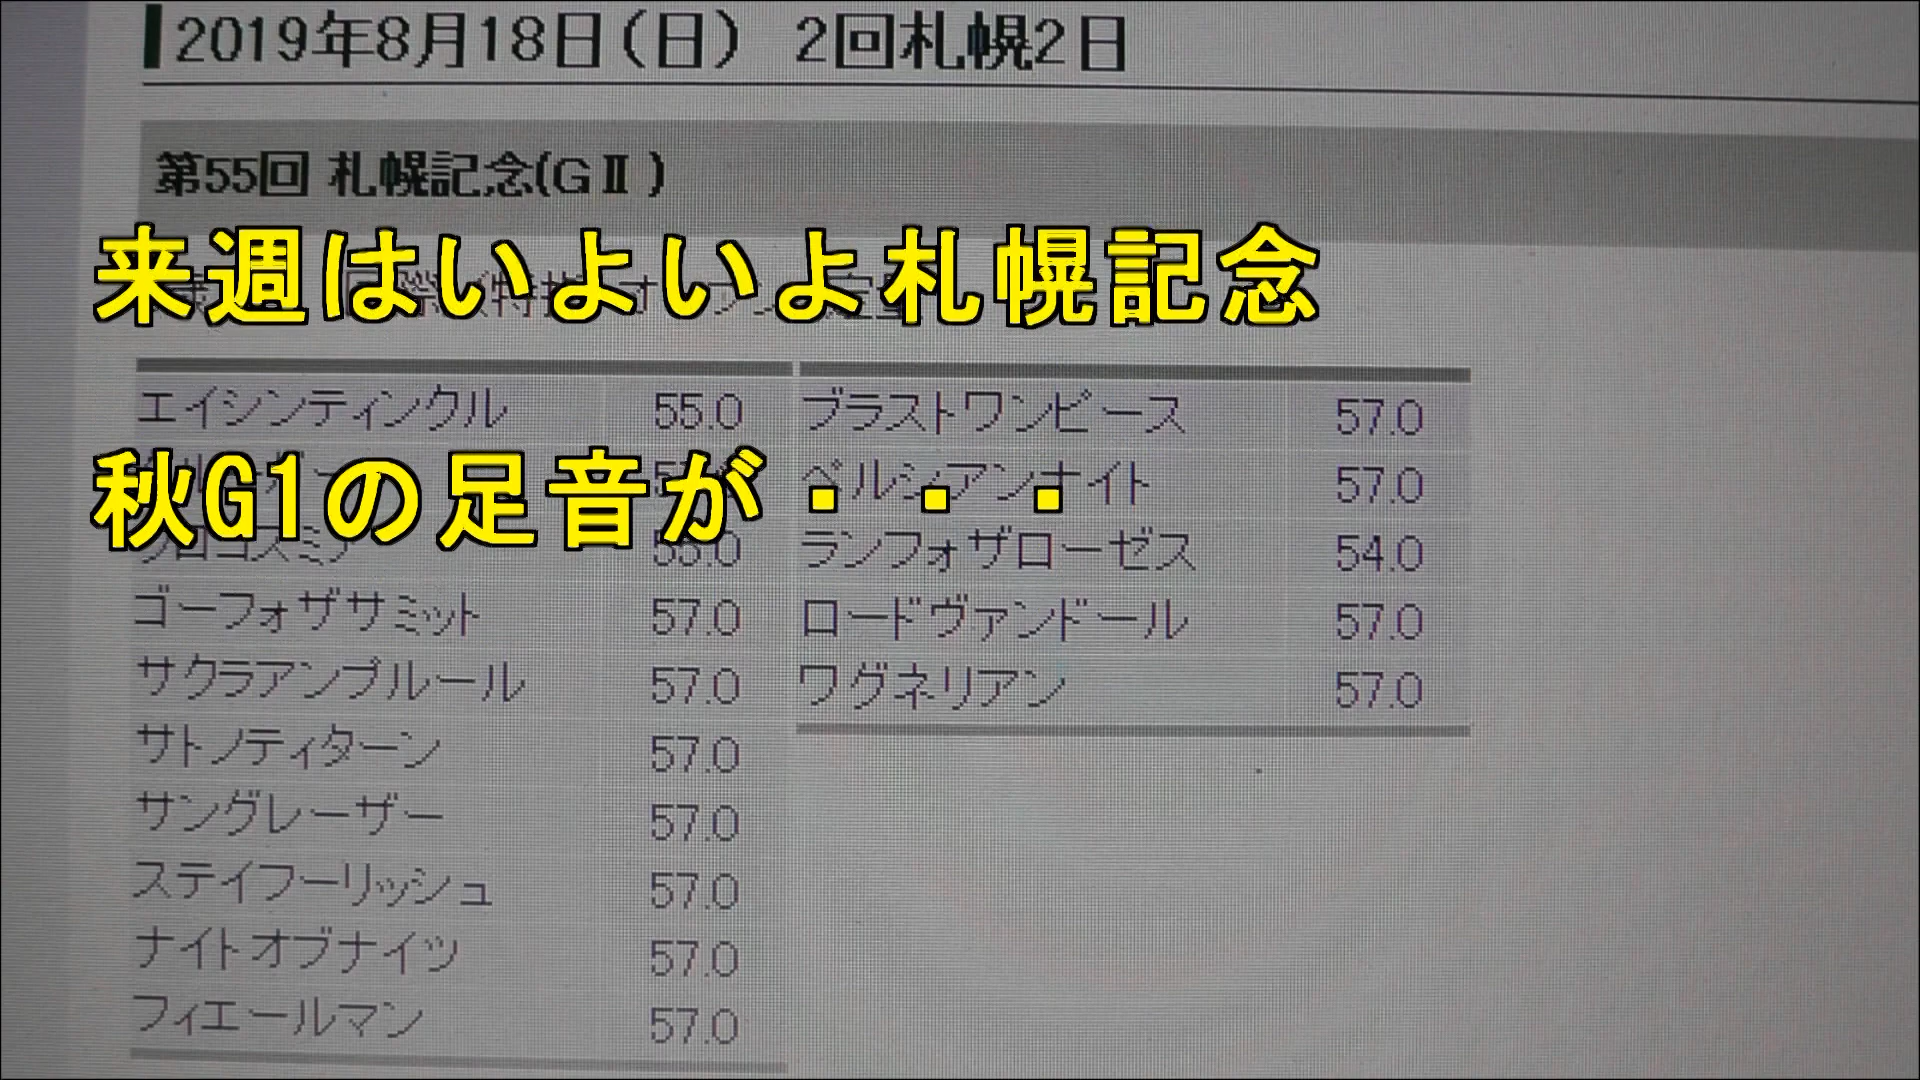 2019年8月18日(日) 2回札幌2日
第55回 札幌記念(GⅡ)
来週はいよいよ札幌記念
秋G1の足音が・・・
エイシンティンクル 55.0
クロコスミア 55.0
ゴーフォザサミット 57.0
サクラアンプルール 57.0
サトノティターン 57.0
サングレーザー 57.0
ステイフーリッシュ 57.0
ナイトオブナイツ 57.0
フィエールマン 57.0
ブラストワンピース 57.0
ペルシアンナイト 57.0
ランフォザローゼス 54.0
ロードヴァンドール 57.0
ワグネリアン 57.0